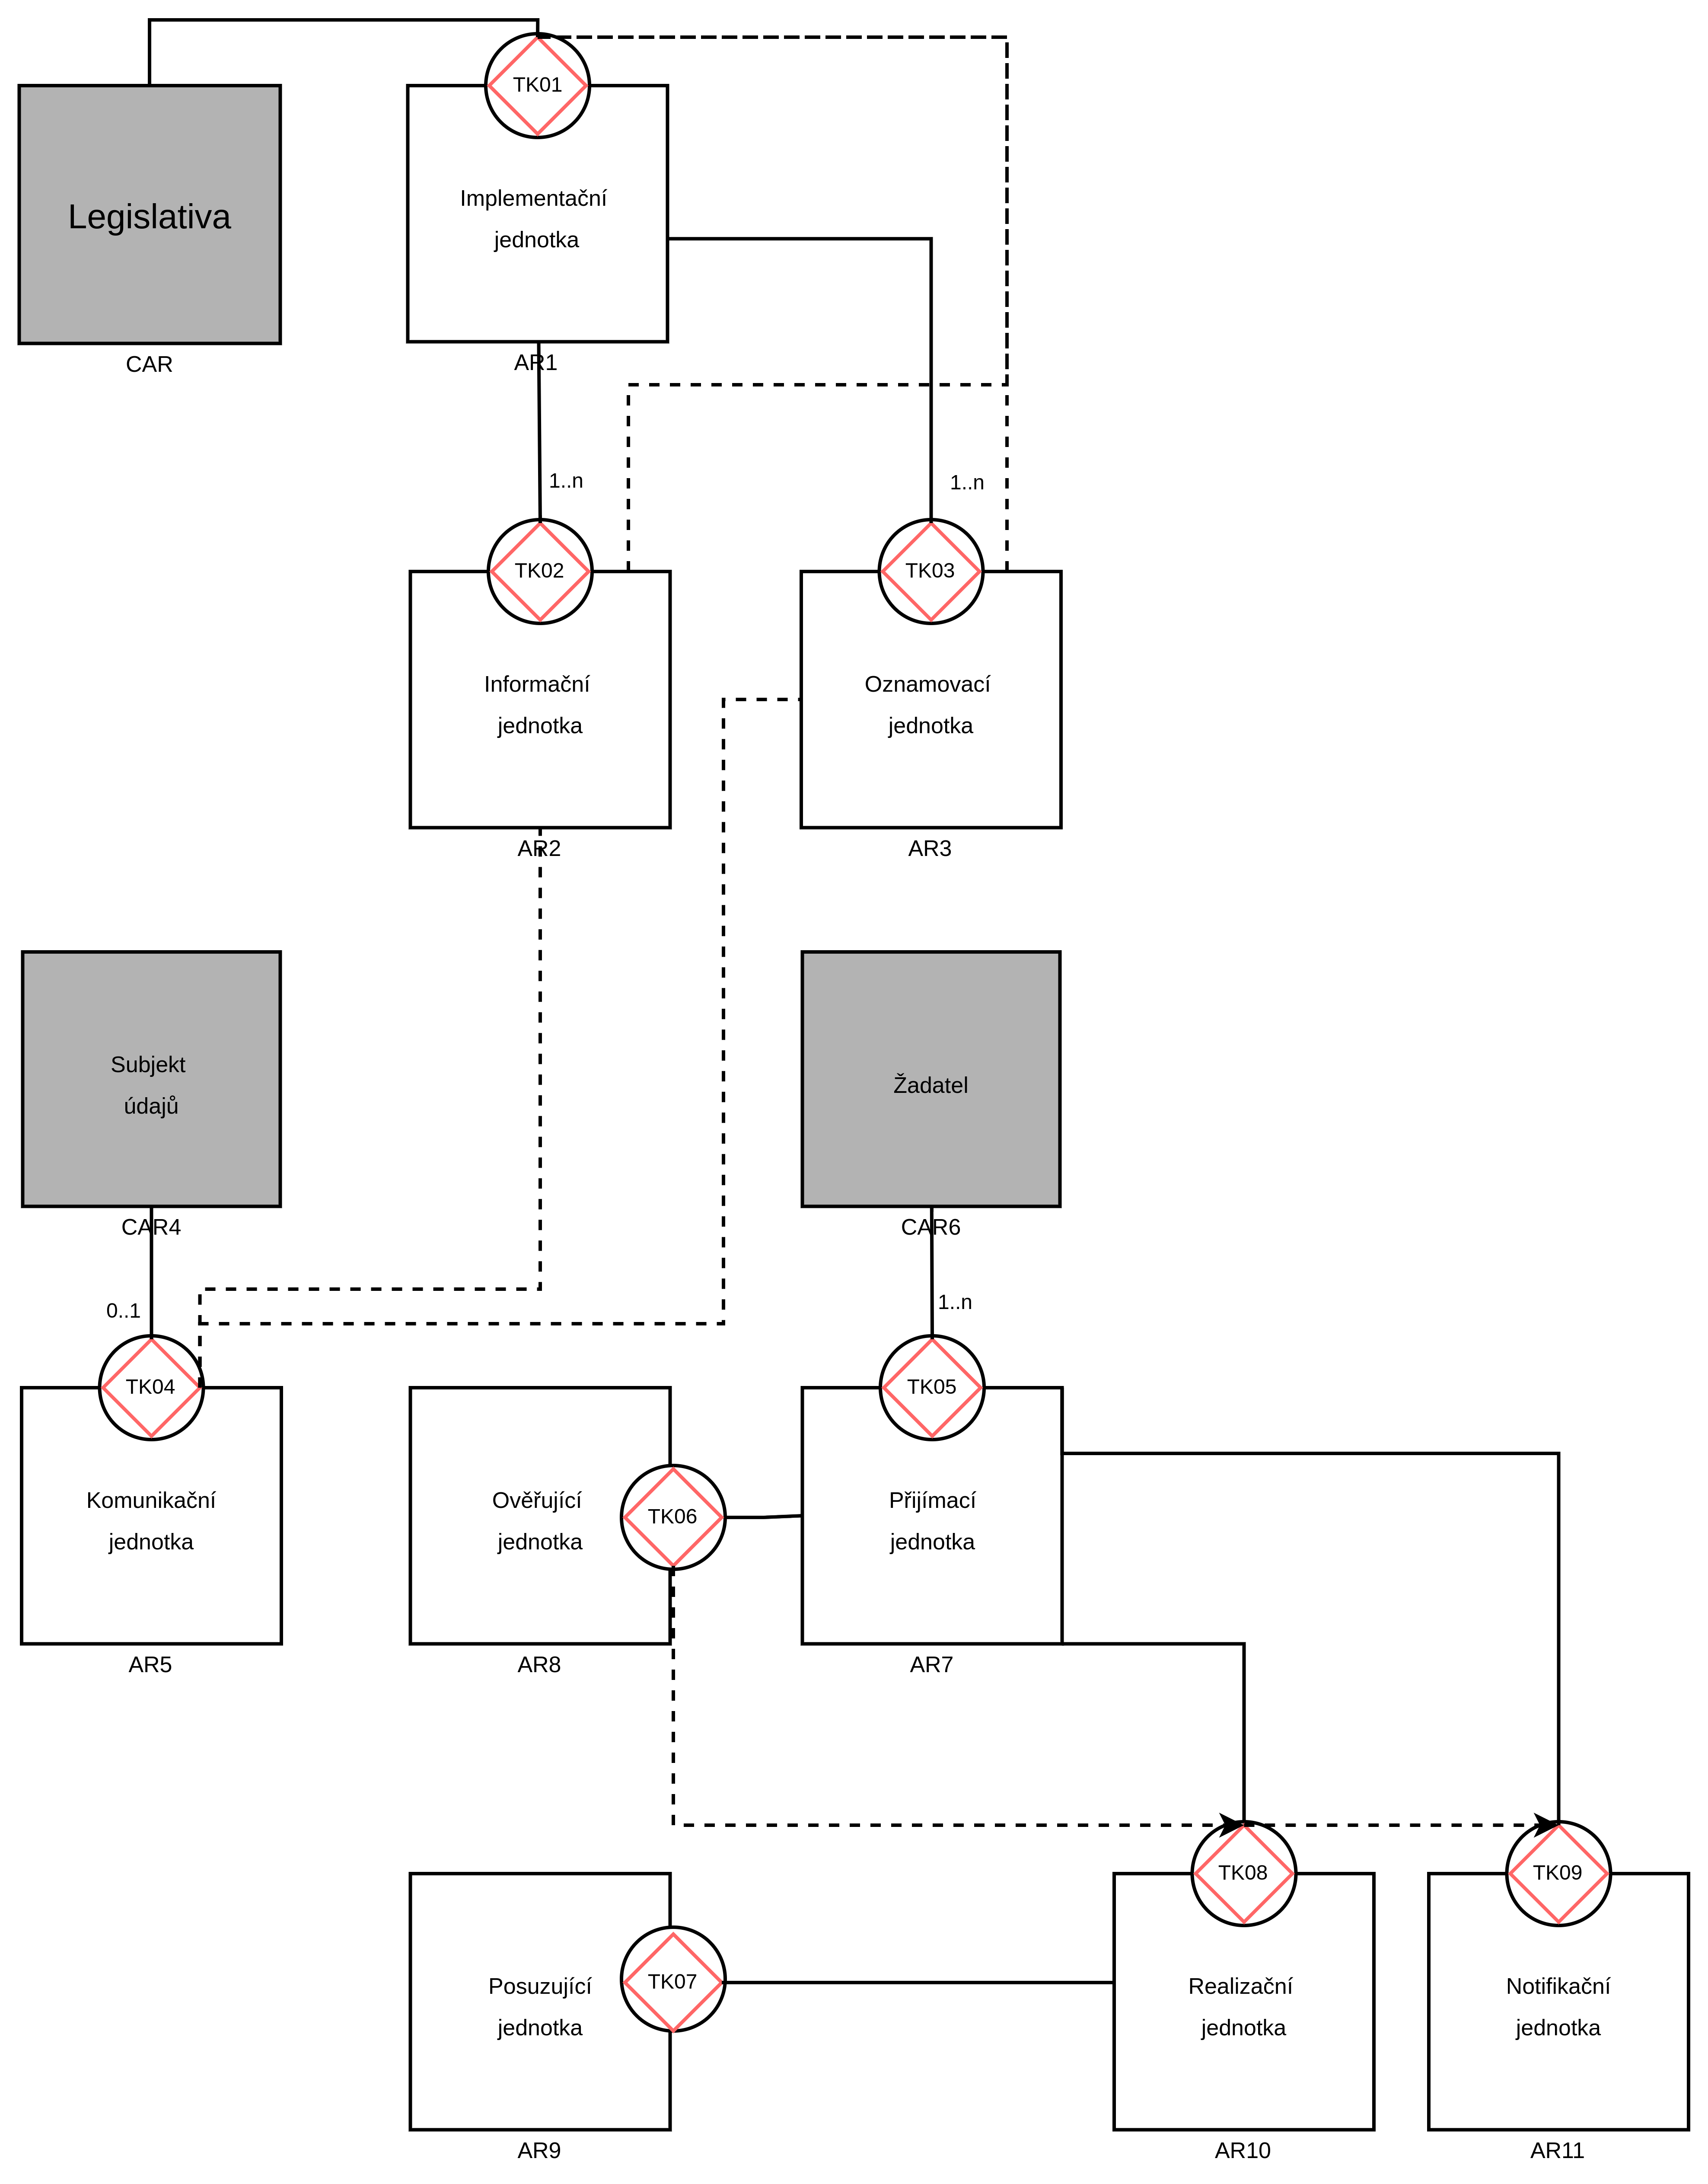 TK01
Legislativa
Implementační
jednotka
CAR
AR1
1..n
1..n
TK02
TK03
Informační
jednotka
Oznamovací
jednotka
AR2
AR3
Subjekt
údajů
Žadatel
CAR4
CAR6
0..1
1..n
TK04
TK05
Komunikační
jednotka
Ověřující
jednotka
TK06
Přijímací
jednotka
AR5
AR8
AR7
TK08
TK09
Posuzující
jednotka
TK07
Realizační
jednotka
Notifikační
jednotka
AR9
AR10
AR11